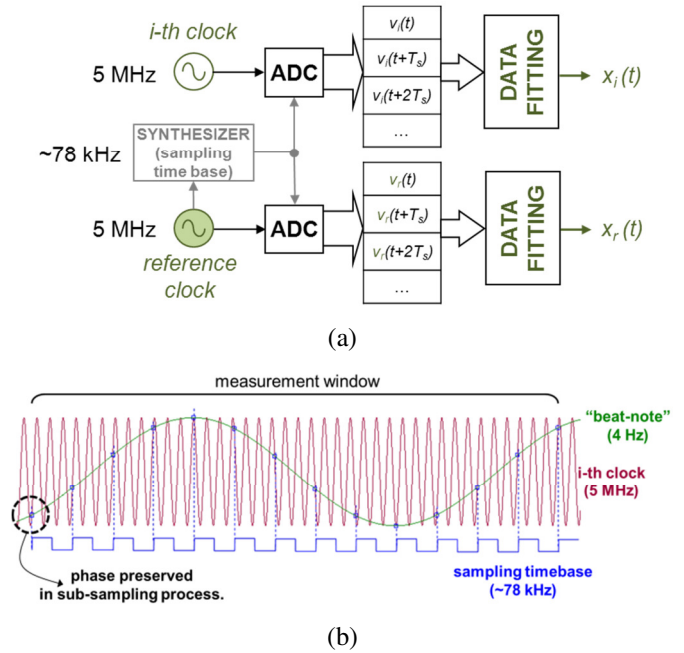 i-th clock
5 MHz
ADC
v_i(t)
v_i(t+T_s)
v_i(t+2T_s)
...
DATA
FITTING
x_i(t)
~78 kHz
SYNTHESIZER
(sampling
time base)
5 MHz
reference
clock
ADC
v_r(t)
v_r(t+T_s)
v_r(t+2T_s)
...
DATA
FITTING
x_r(t)
(a)
measurement window
"beat-note"
(4 Hz)
i-th clock
(5 MHz)
phase preserved
in sub-sampling process.
sampling timebase
(~78 kHz)
(b)